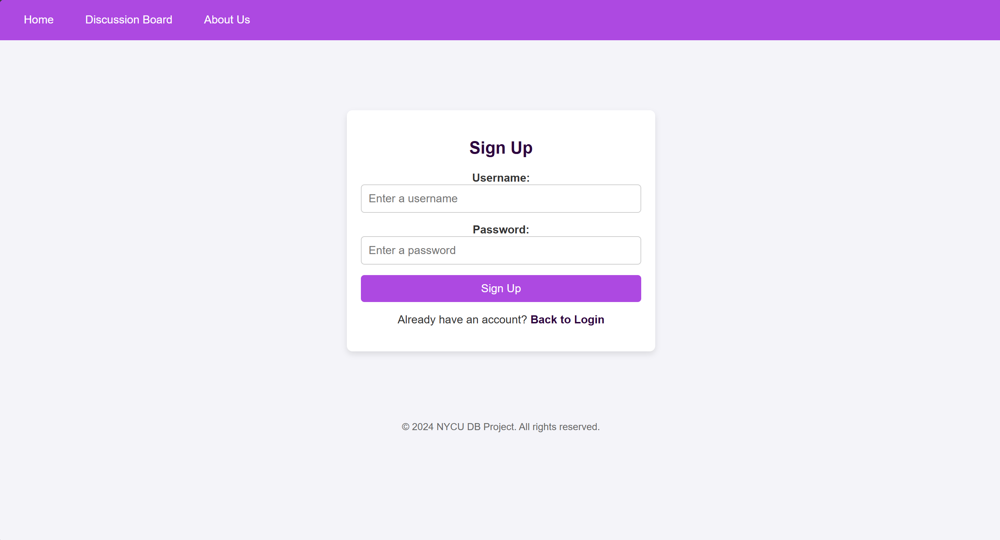 Home Discussion Board About Us
Sign Up
Username:
Enter a username
Password:
Enter a password
Sign Up
Already have an account? Back to Login
© 2024 NYCU DB Project. All rights reserved.